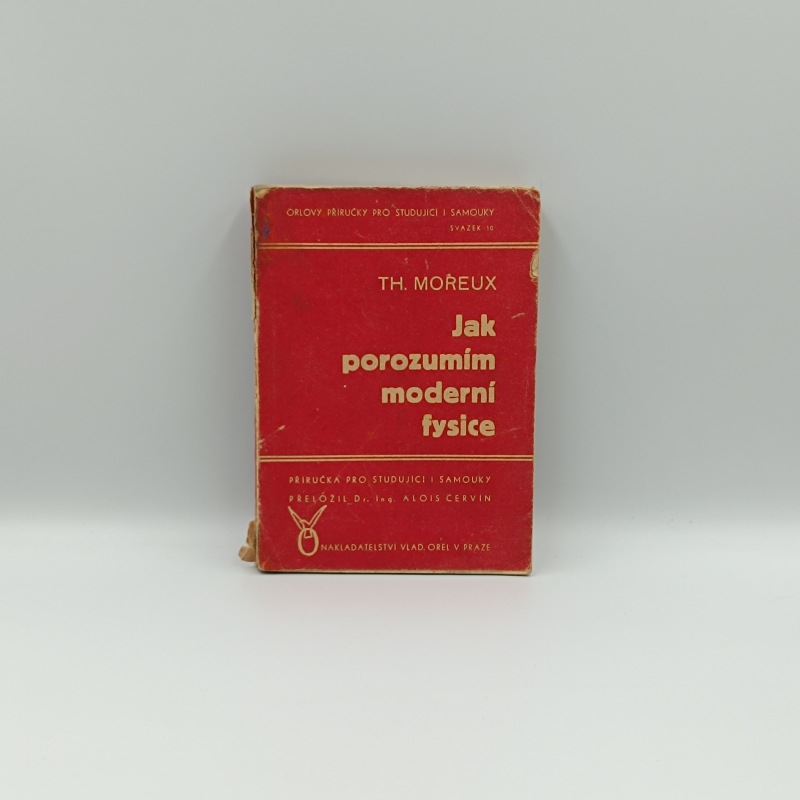 ORLOVY PŘÍRUČKY PRO STUDUJÍCÍ I SAMOUKY
SVAZEK 10
TH. MOREUX
Jak
porozumím
moderní
fysice
PŘÍRUČKA PRO STUDUJÍCÍ I SAMOUKY
PŘELOŽIL Dr. Ing. ALOIS ČERVÍN
NAKLADATELSTVÍ VLAD. OREL V PRAZE